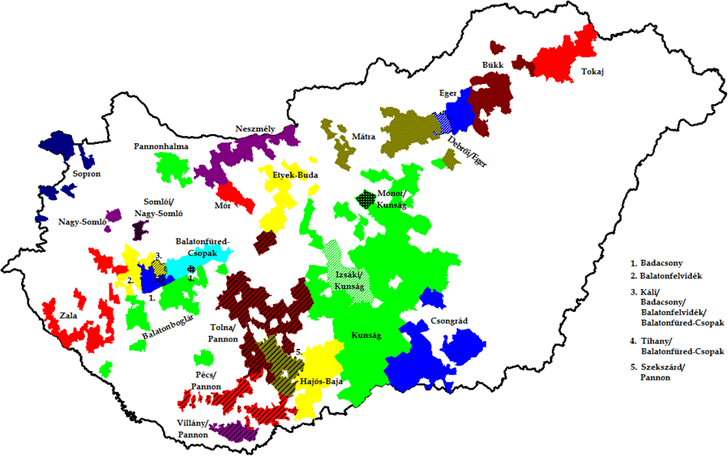 Tokaj
Bükk
Eger
Debrői/Eger
Mátra
Neszmély
Pannonhalma
Sopron
Etyek-Buda
Somlói/
Nagy-Somló
Mór
Monor/
Kunság
Nagy-Somló
Balatonfüred-
Csopak
3.
4.
2.
1.
Izsáki/
Kunság
Zala
Balatonboglár
Tolna/
Pannon
Kunság
Csongrád
5.
Pécs/
Pannon
Hajós-Baja
Villány/
Pannon
1. Badacsony
2. Balatonfelvidék
3. Káli/
Badacsony/
Balatonfelvidék/
Balatonfüred-Csopak
4. Tihany/
Balatonfüred-Csopak
5. Szekszárd/
Pannon